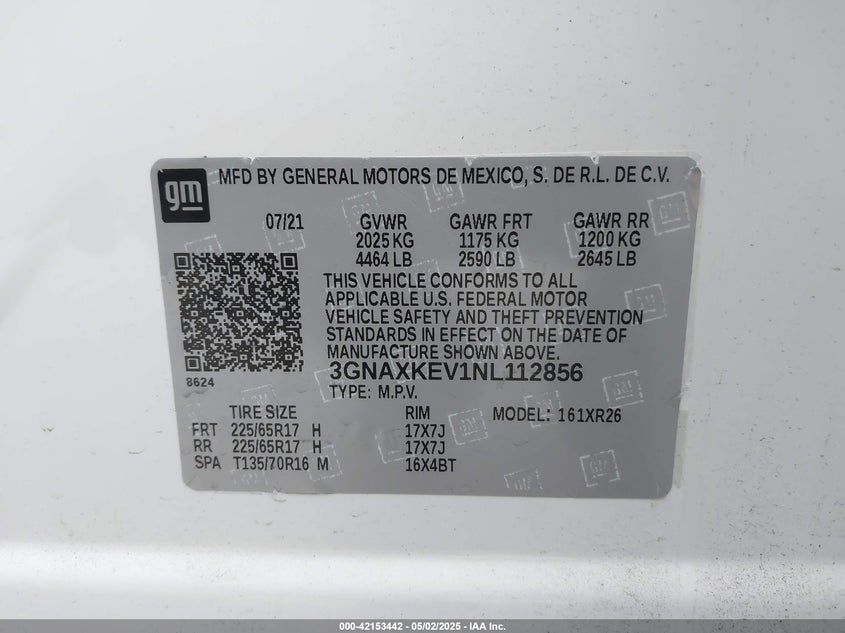 gm MFD BY GENERAL MOTORS DE MEXICO, S. DE R.L. DE C.V.
07/21 GVWR GAWR FRT GAWR RR
2025 KG 1175 KG 1200 KG
4464 LB 2590 LB 2645 LB
THIS VEHICLE CONFORMS TO ALL
APPLICABLE U.S. FEDERAL MOTOR
VEHICLE SAFETY AND THEFT PREVENTION
STANDARDS IN EFFECT ON THE DATE OF
MANUFACTURE SHOWN ABOVE.
8624
3GNAXKEV1NL112856
TYPE: M.P.V.
TIRE SIZE RIM MODEL: 161XR26
FRT 225/65R17 H 17X7J
RR 225/65R17 H 17X7J
SPA T135/70R16 M 16X4BT
000-42153442 - 05/02/2025 - IAA Inc.